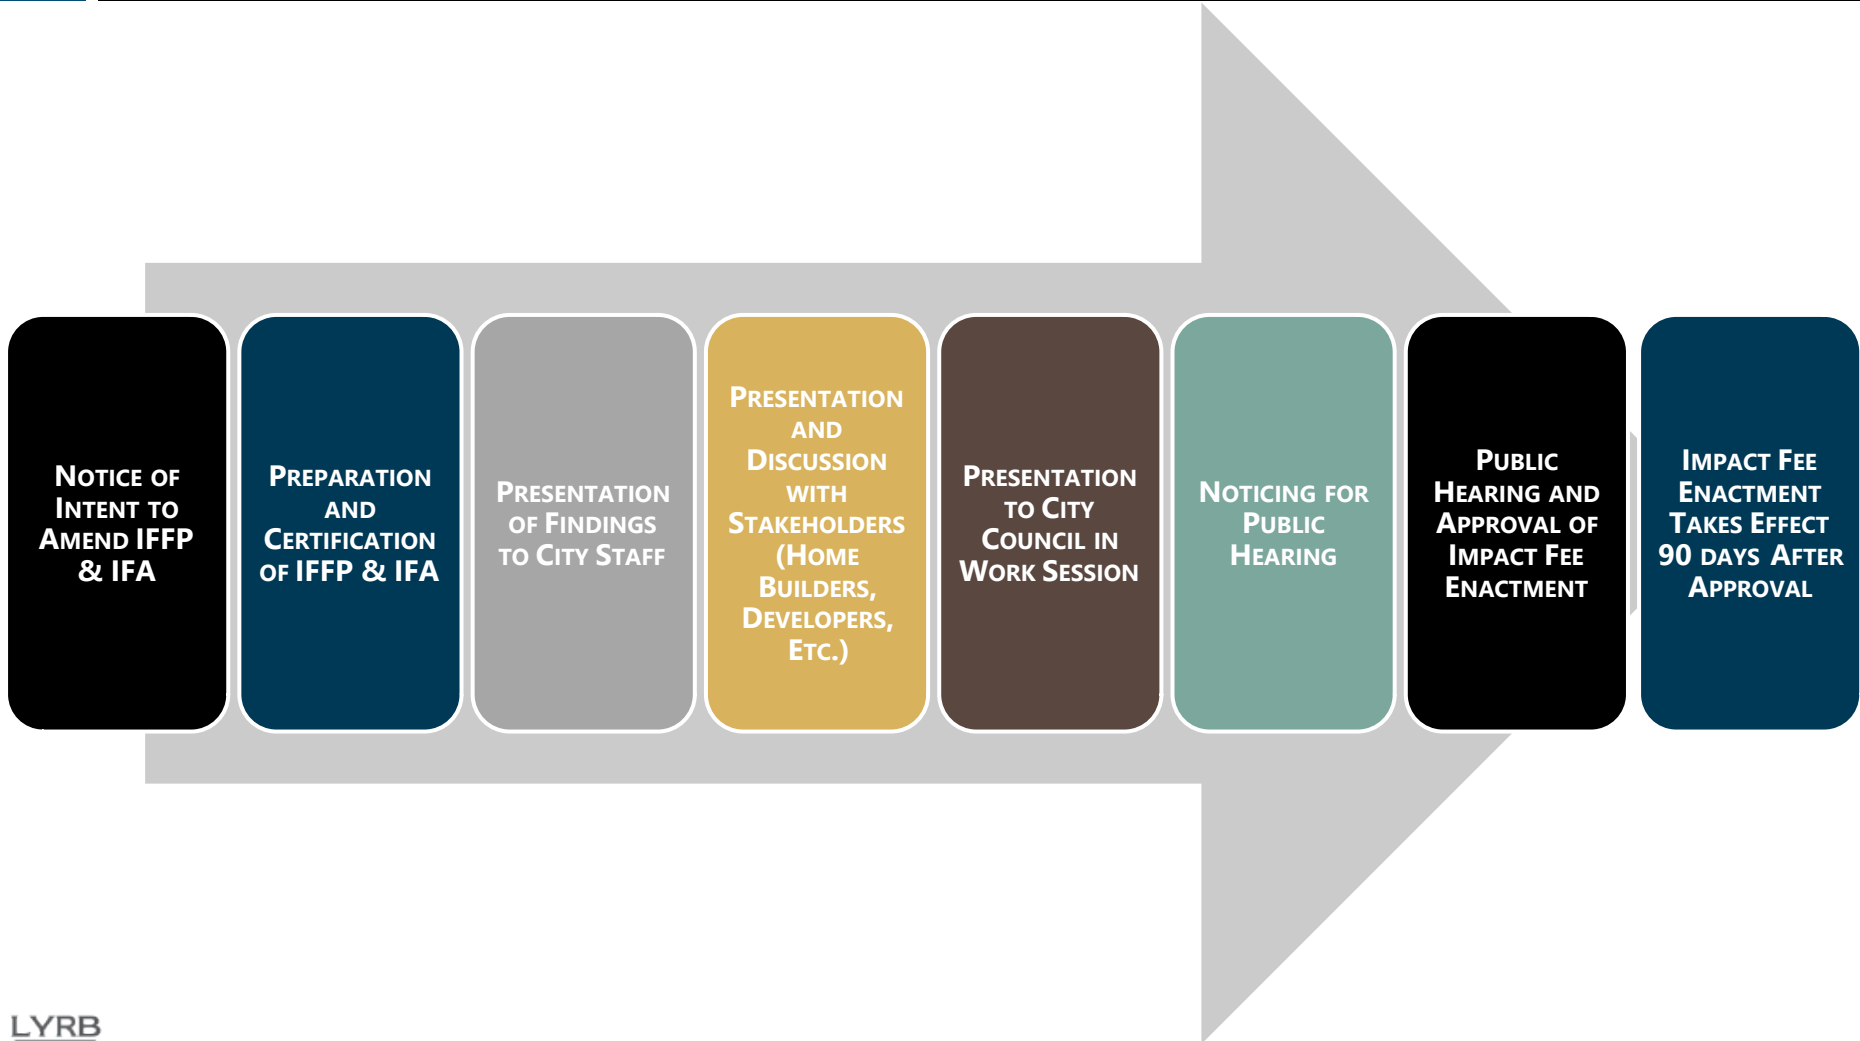 NOTICE OF
INTENT TO
AMEND IFFP
& IFA
PREPARATION
AND
CERTIFICATION
OF IFFP & IFA
PRESENTATION
OF FINDINGS
TO CITY STAFF
PRESENTATION
AND
DISCUSSION
WITH
STAKEHOLDERS
(HOME
BUILDERS,
DEVELOPERS,
ETC.)
PRESENTATION
TO CITY
COUNCIL IN
WORK SESSION
NOTICING FOR
PUBLIC
HEARING
PUBLIC
HEARING AND
APPROVAL OF
IMPACT FEE
ENACTMENT
IMPACT FEE
ENACTMENT
TAKES EFFECT
90 DAYS AFTER
APPROVAL
LYRB